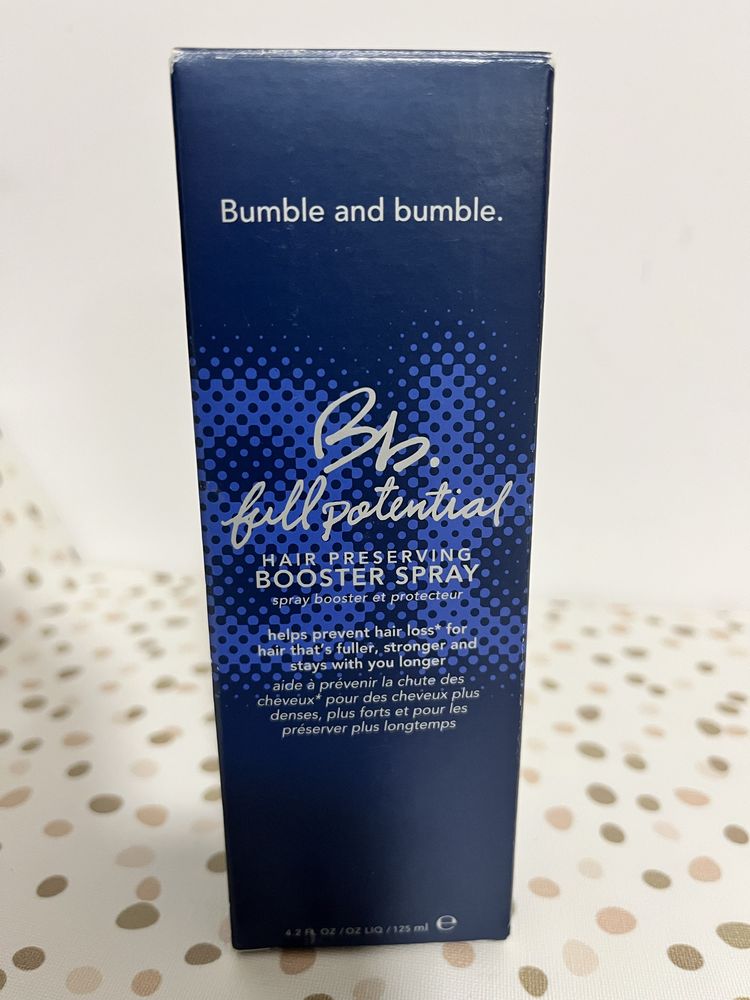 Bumble and bumble.
Bb.
full potential
HAIR PRESERVING
BOOSTER SPRAY
spray booster et protecteur
helps prevent hair loss* for
hair that's fuller, stronger and
stays with you longer
aide à prévenir la chute des
cheveux* pour des cheveux plus
denses, plus forts et pour les
préserver plus longtemps
4.2 FL OZ / OZ LIQ / 125 ml ℮